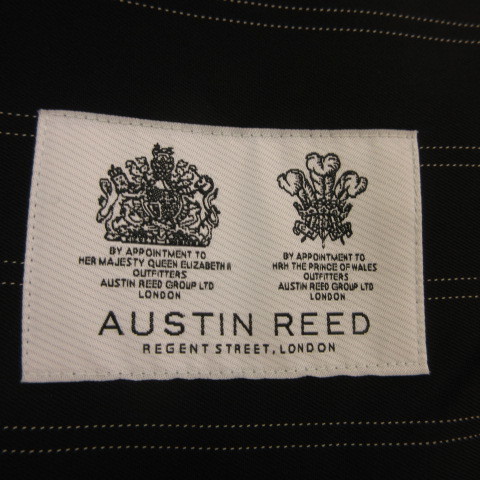 BY APPOINTMENT TO
HER MAJESTY QUEEN ELIZABETH II
OUTFITTERS
AUSTIN REED GROUP LTD
LONDON
BY APPOINTMENT TO
HRH THE PRINCE OF WALES
OUTFITTERS
AUSTIN REED GROUP LTD
LONDON
AUSTIN REED
REGENT STREET, LONDON